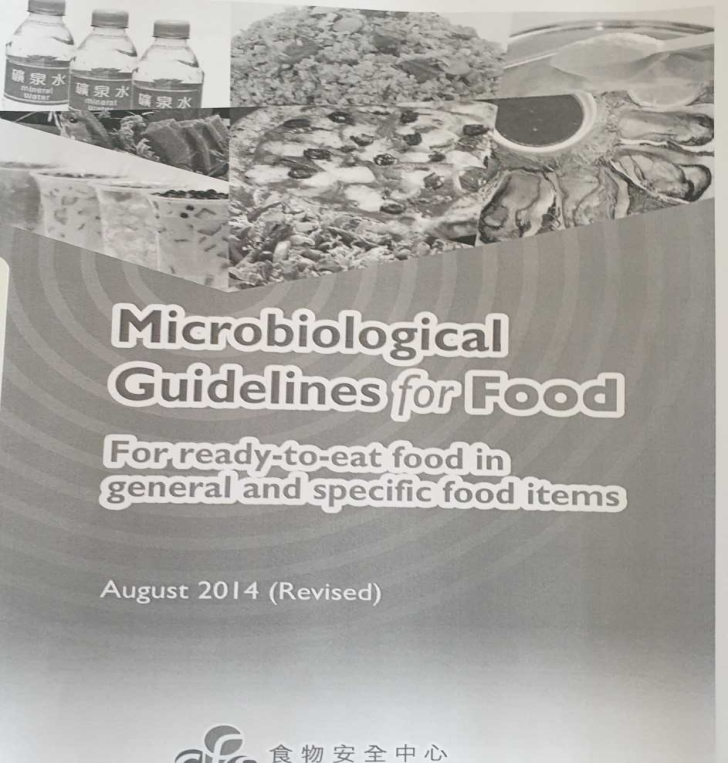 礦泉水
mineral
water
礦泉水
mineral
礦泉水
Microbiological
Guidelines for Food
For ready-to-eat food in
general and specific food items
August 2014 (Revised)
食物安全中心